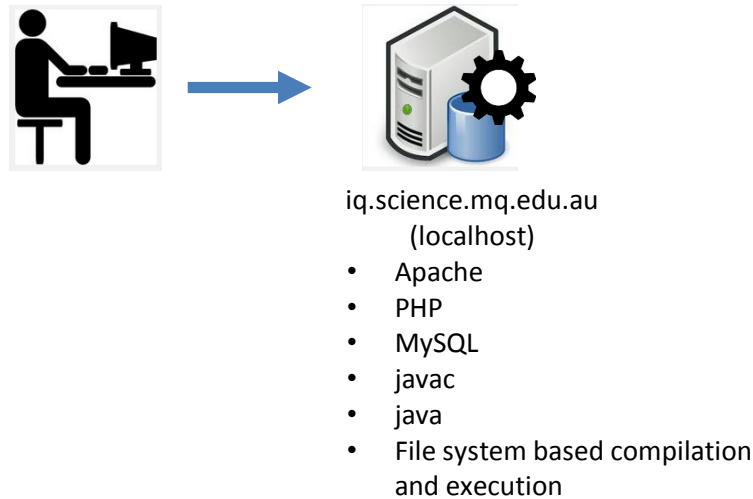 iq.science.mq.edu.au
(localhost)
• Apache
• PHP
• MySQL
• javac
• java
• File system based compilation
and execution